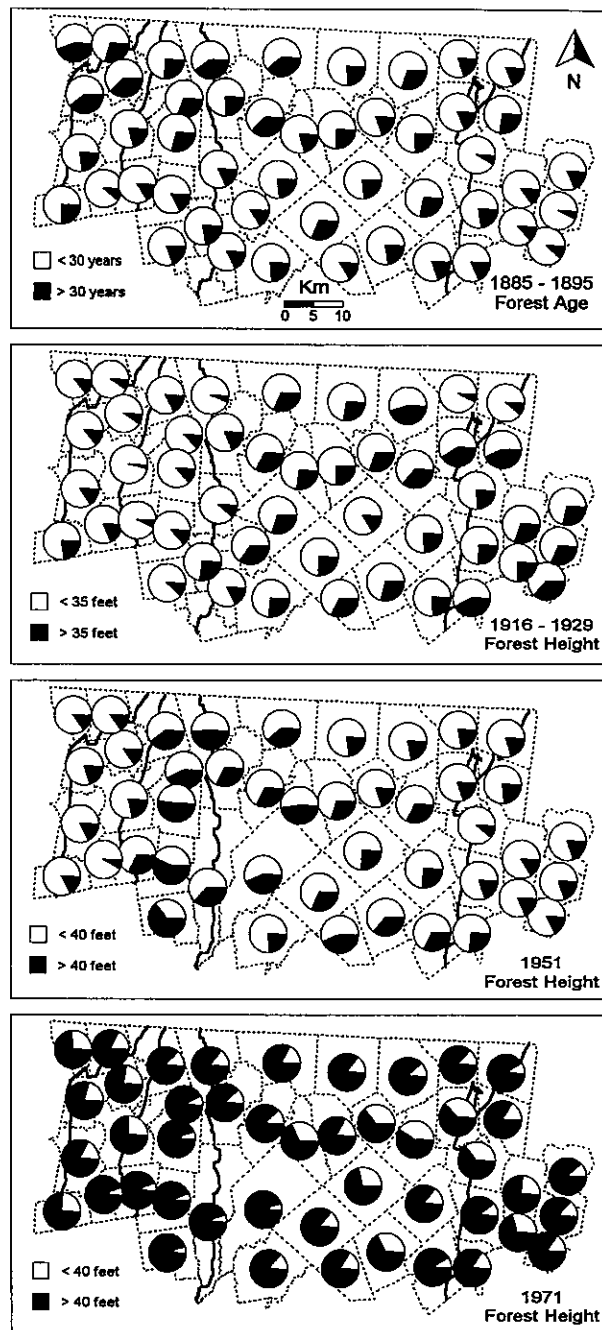 N
< 30 years
> 30 years
Km
0 5 10
1885 - 1895
Forest Age
< 35 feet
> 35 feet
1916 - 1929
Forest Height
< 40 feet
> 40 feet
1951
Forest Height
< 40 feet
> 40 feet
1971
Forest Height